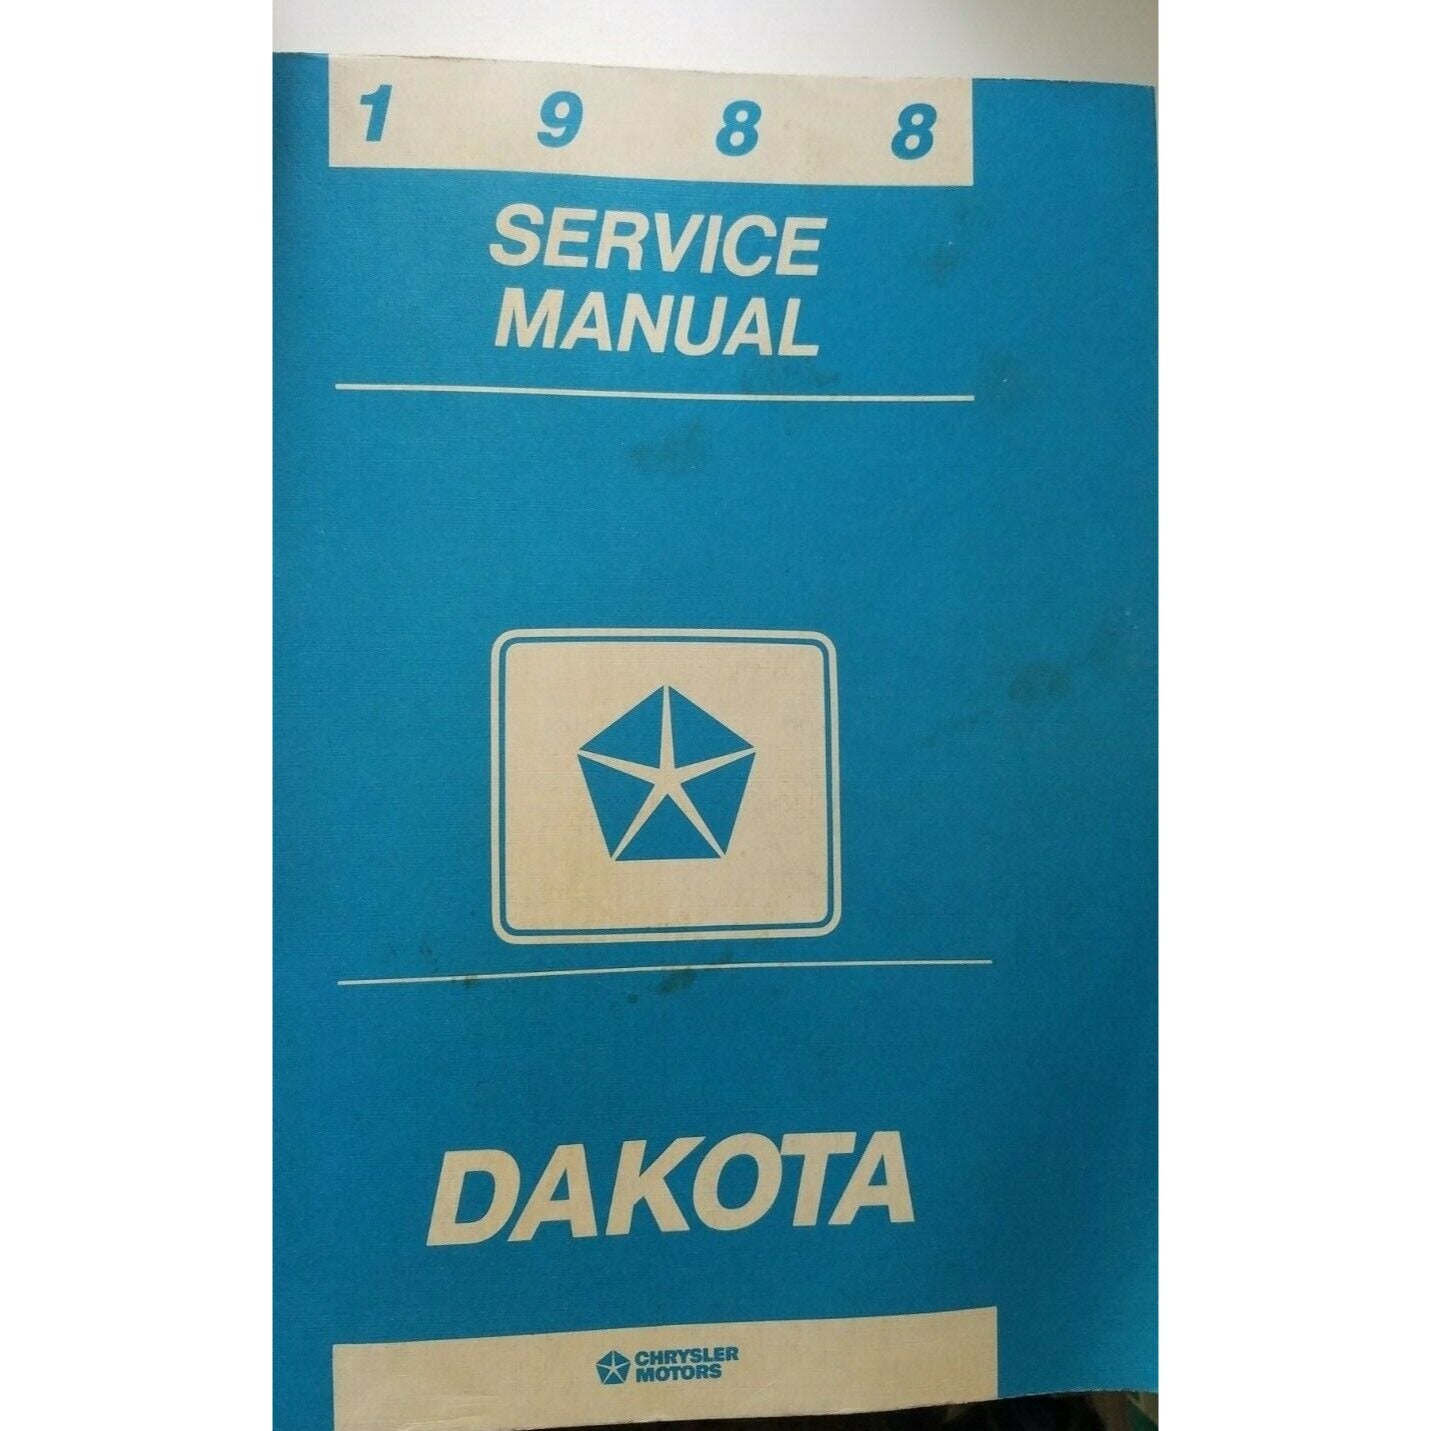 1 9 8 8
SERVICE
MANUAL
DAKOTA
CHRYSLER
MOTORS